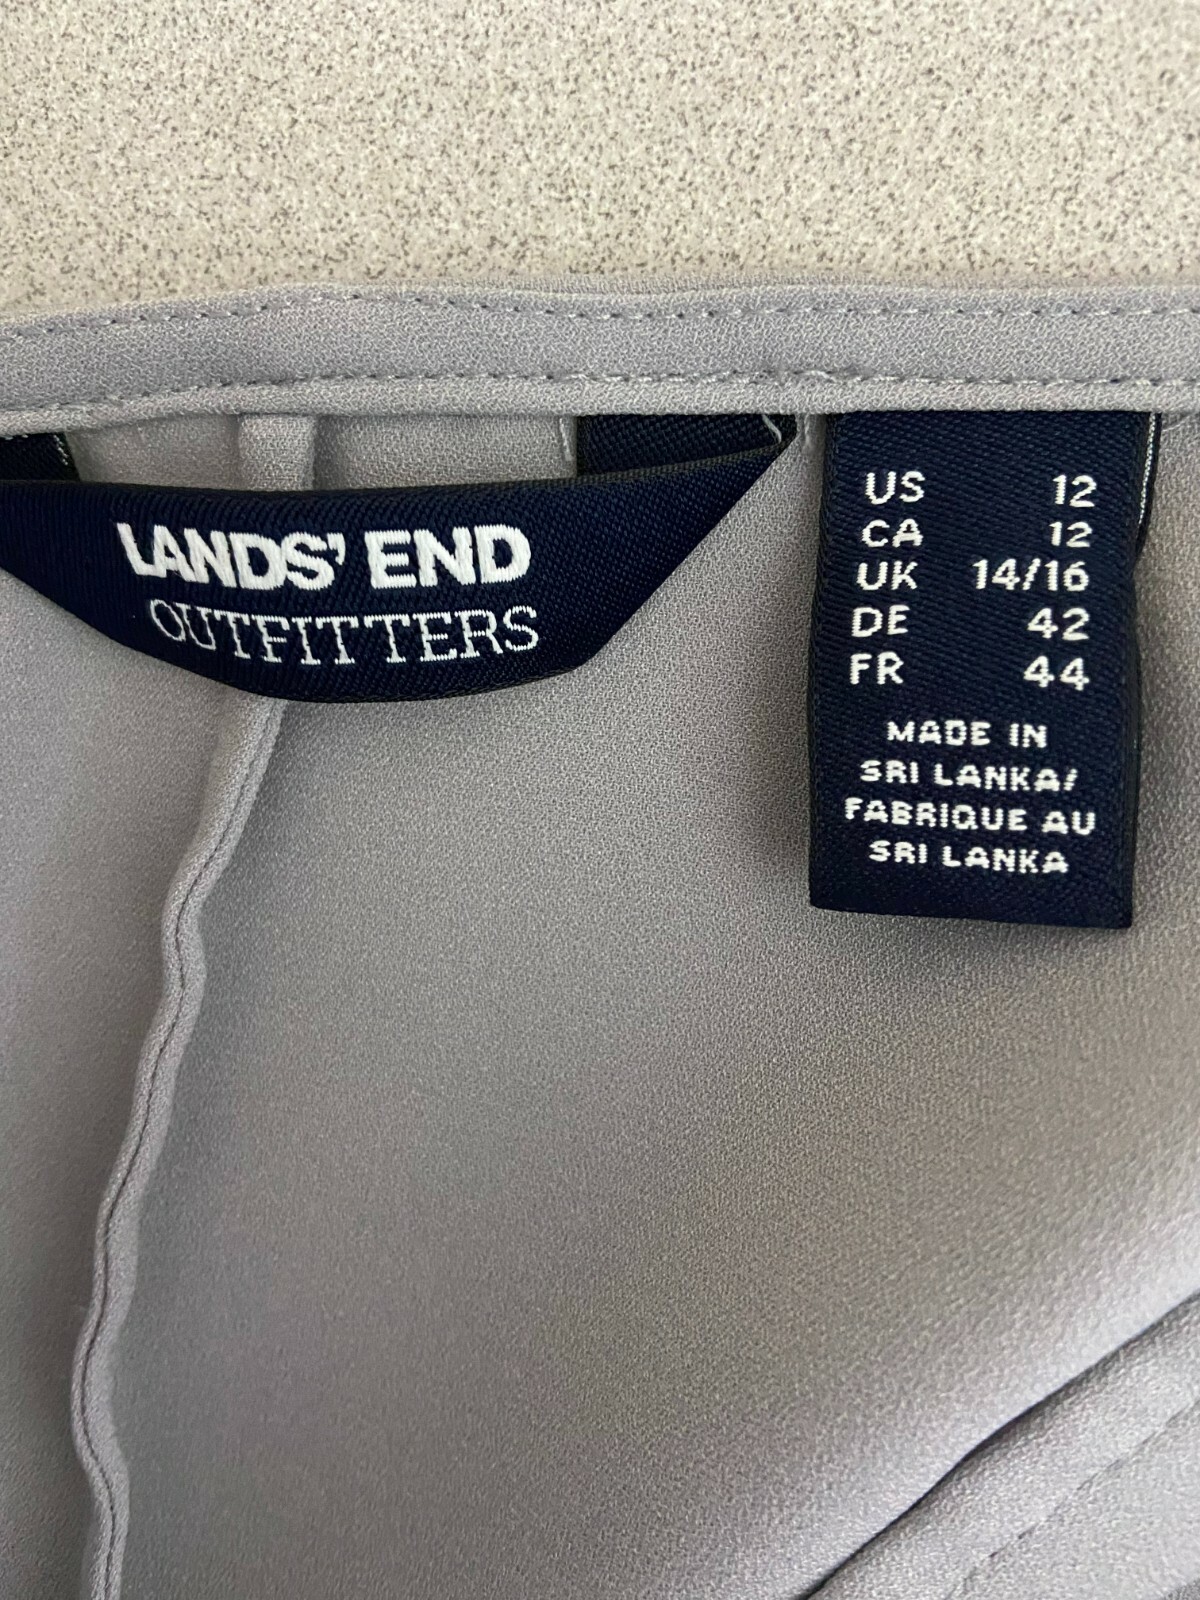 LANDS' END
OUTFITTERS
US 12
CA 12
UK 14/16
DE 42
FR 44
MADE IN
SRI LANKA/
FABRIQUE AU
SRI LANKA